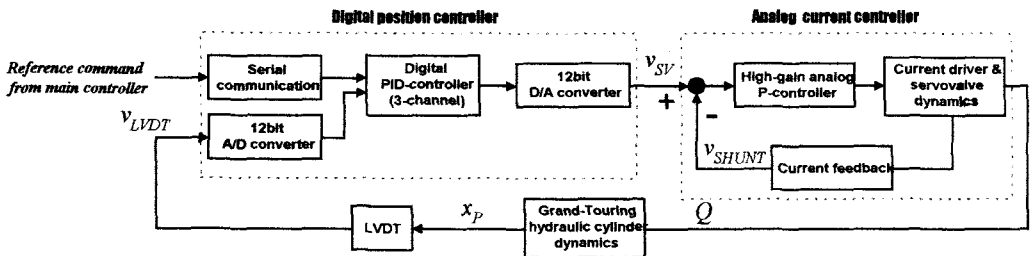 Digital position controller
Analog current controller
Reference command
from main controller
Serial
communication
Digital
PID-controller
(3-channel)
12bit
D/A converter
v_SV
+
-
High-gain analog
P-controller
Current driver &
servovalve
dynamics
v_LVDT
12bit
A/D converter
v_SHUNT
Current feedback
LVDT
x_P
Grand-Touring
hydraulic cylinder
dynamics
Q